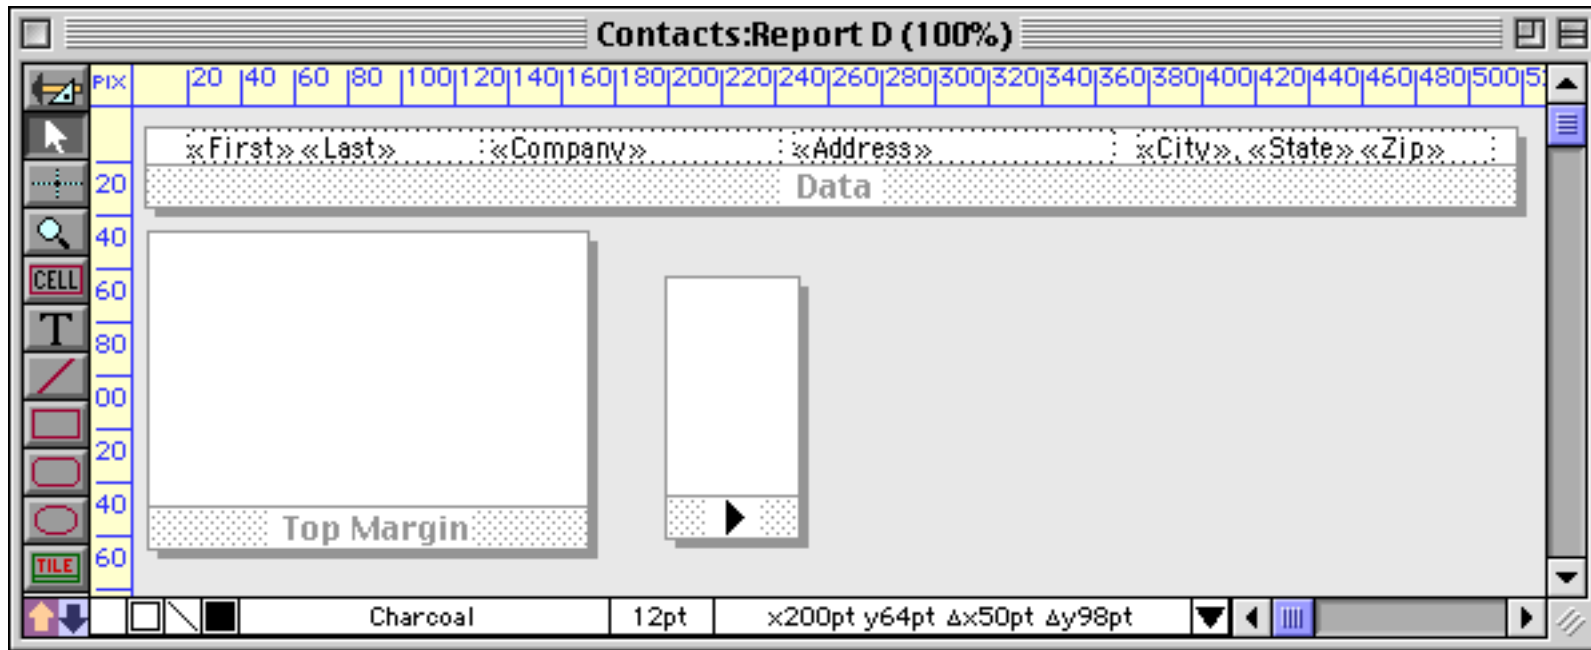 Contacts:Report D (100%)
PIX 20 40 60 80 100 120 140 160 180 200 220 240 260 280 300 320 340 360 380 400 420 440 460 480 500
«First» «Last» «Company» «Address» «City», «State» «Zip»
20 Data
40
CELL 60
T 80
00
20
40 Top Margin
TILE 60
Charcoal 12pt x200pt y64pt Δx50pt Δy98pt